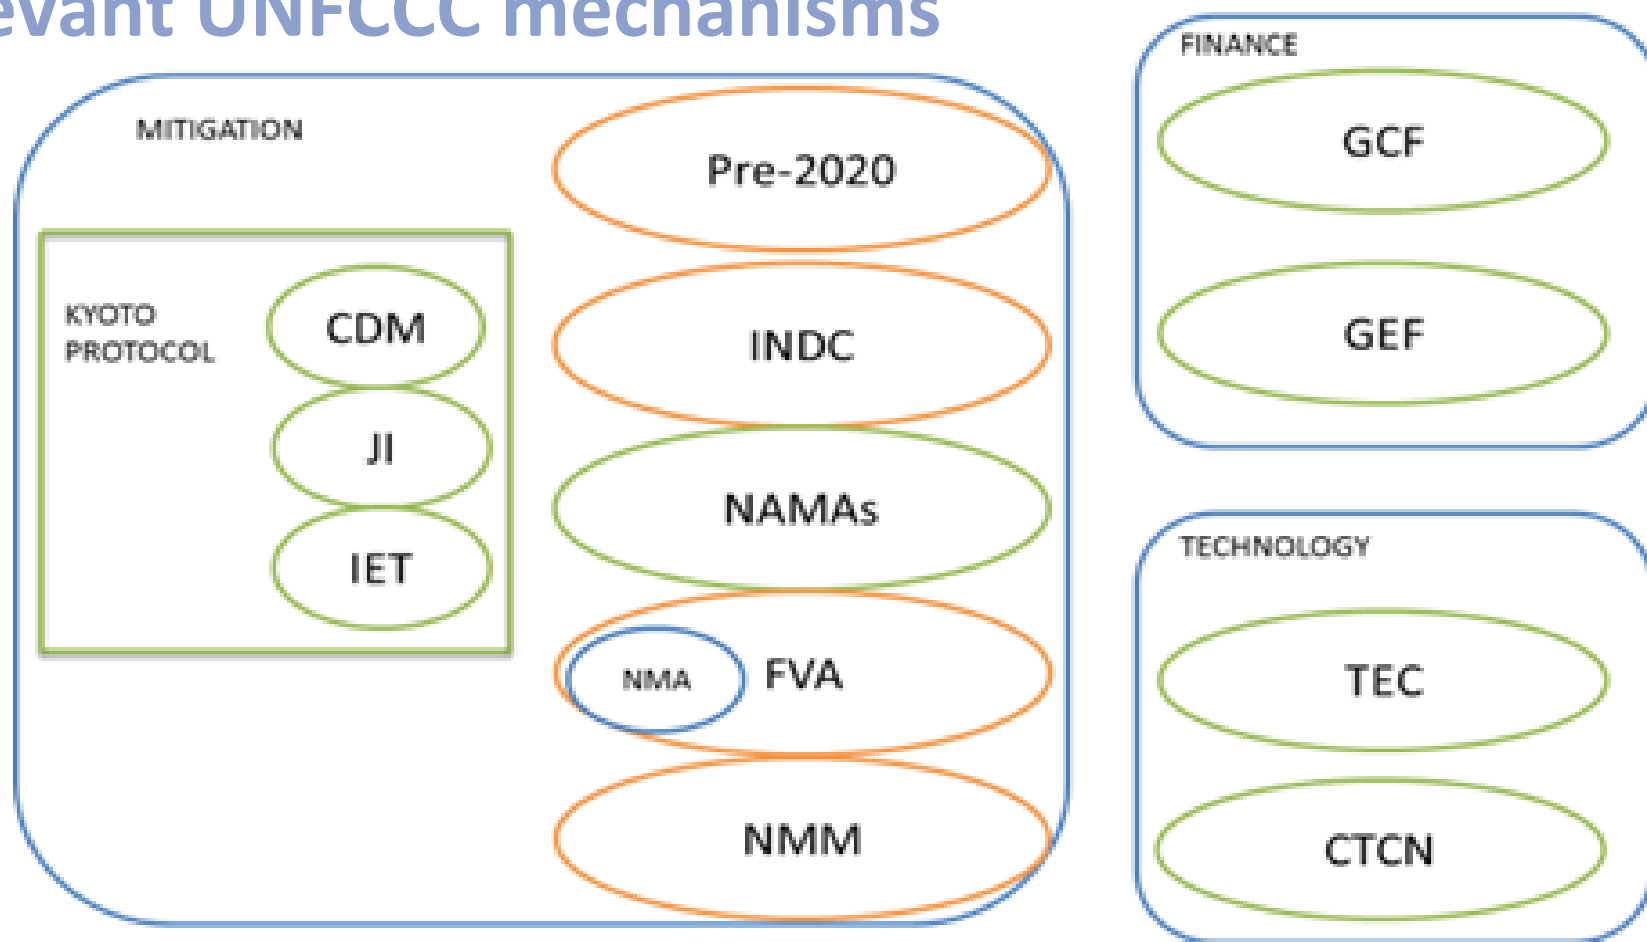 evant UNFCCC mechanisms
MITIGATION
Pre-2020
KYOTO
PROTOCOL
CDM
JI
IET
INDC
NAMAs
NMA
FVA
NMM
FINANCE
GCF
GEF
TECHNOLOGY
TEC
CTCN